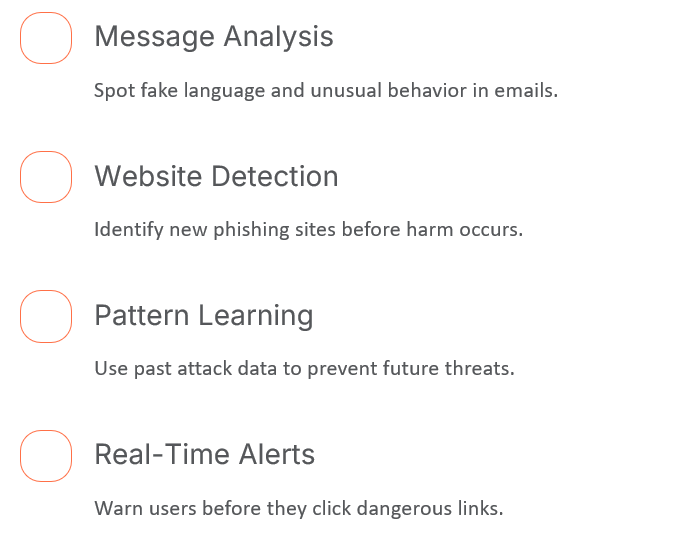 Message Analysis
Spot fake language and unusual behavior in emails.
Website Detection
Identify new phishing sites before harm occurs.
Pattern Learning
Use past attack data to prevent future threats.
Real-Time Alerts
Warn users before they click dangerous links.